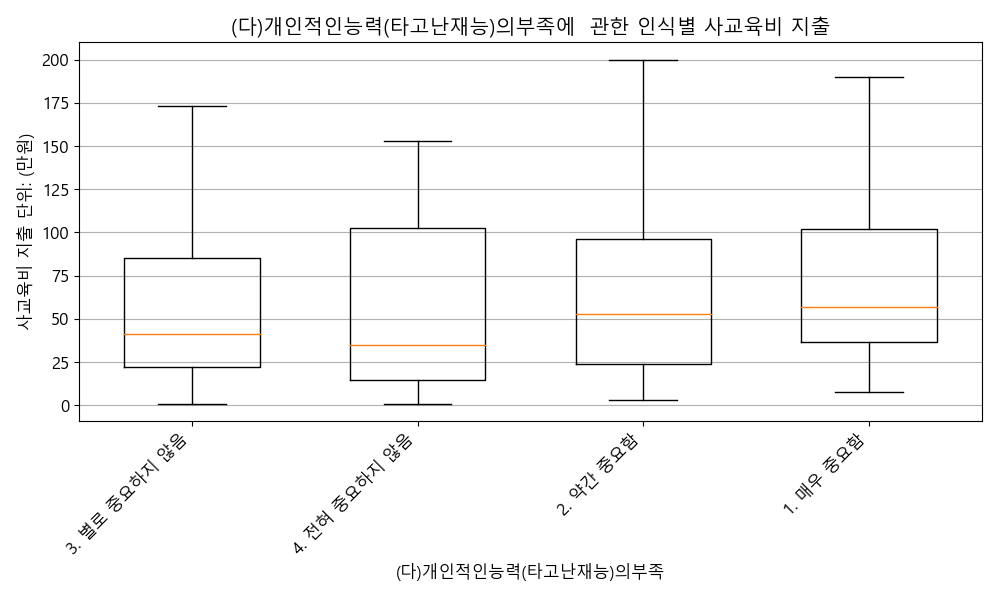 (다)개인적인능력(타고난재능)의부족에  관한 인식별 사교육비 지출
사교육비 지출 단위: (만원)
200
175
150
125
100
75
50
25
0
3. 별로 중요하지 않음
4. 전혀 중요하지 않음
2. 약간 중요함
1. 매우 중요함
(다)개인적인능력(타고난재능)의부족